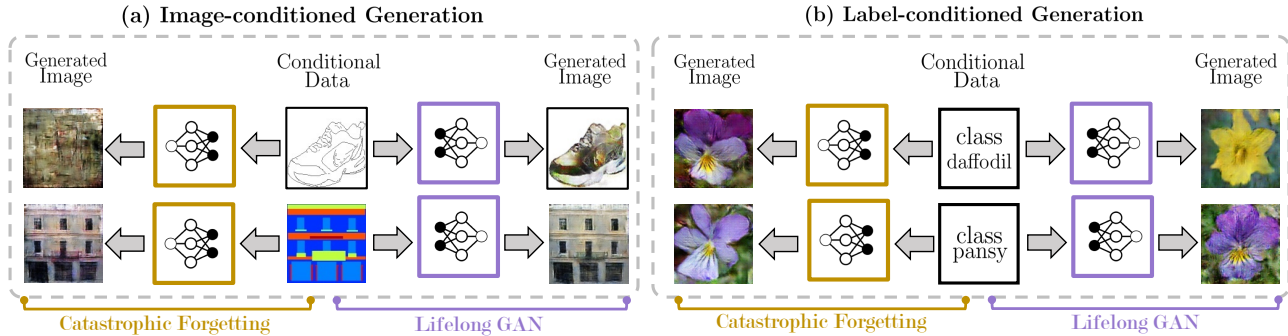 (a) Image-conditioned Generation
Generated
Image
Conditional
Data
Generated
Image
Catastrophic Forgetting
Lifelong GAN
(b) Label-conditioned Generation
Generated
Image
Conditional
Data
Generated
Image
class
daffodil
class
pansy
Catastrophic Forgetting
Lifelong GAN